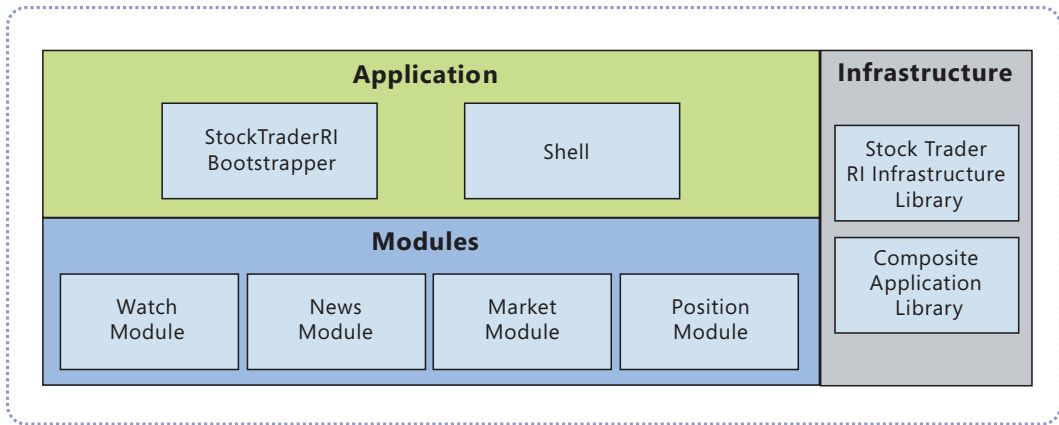 Application
StockTraderRI
Bootstrapper
Shell
Modules
Watch
Module
News
Module
Market
Module
Position
Module
Infrastructure
Stock Trader
RI Infrastructure
Library
Composite
Application
Library